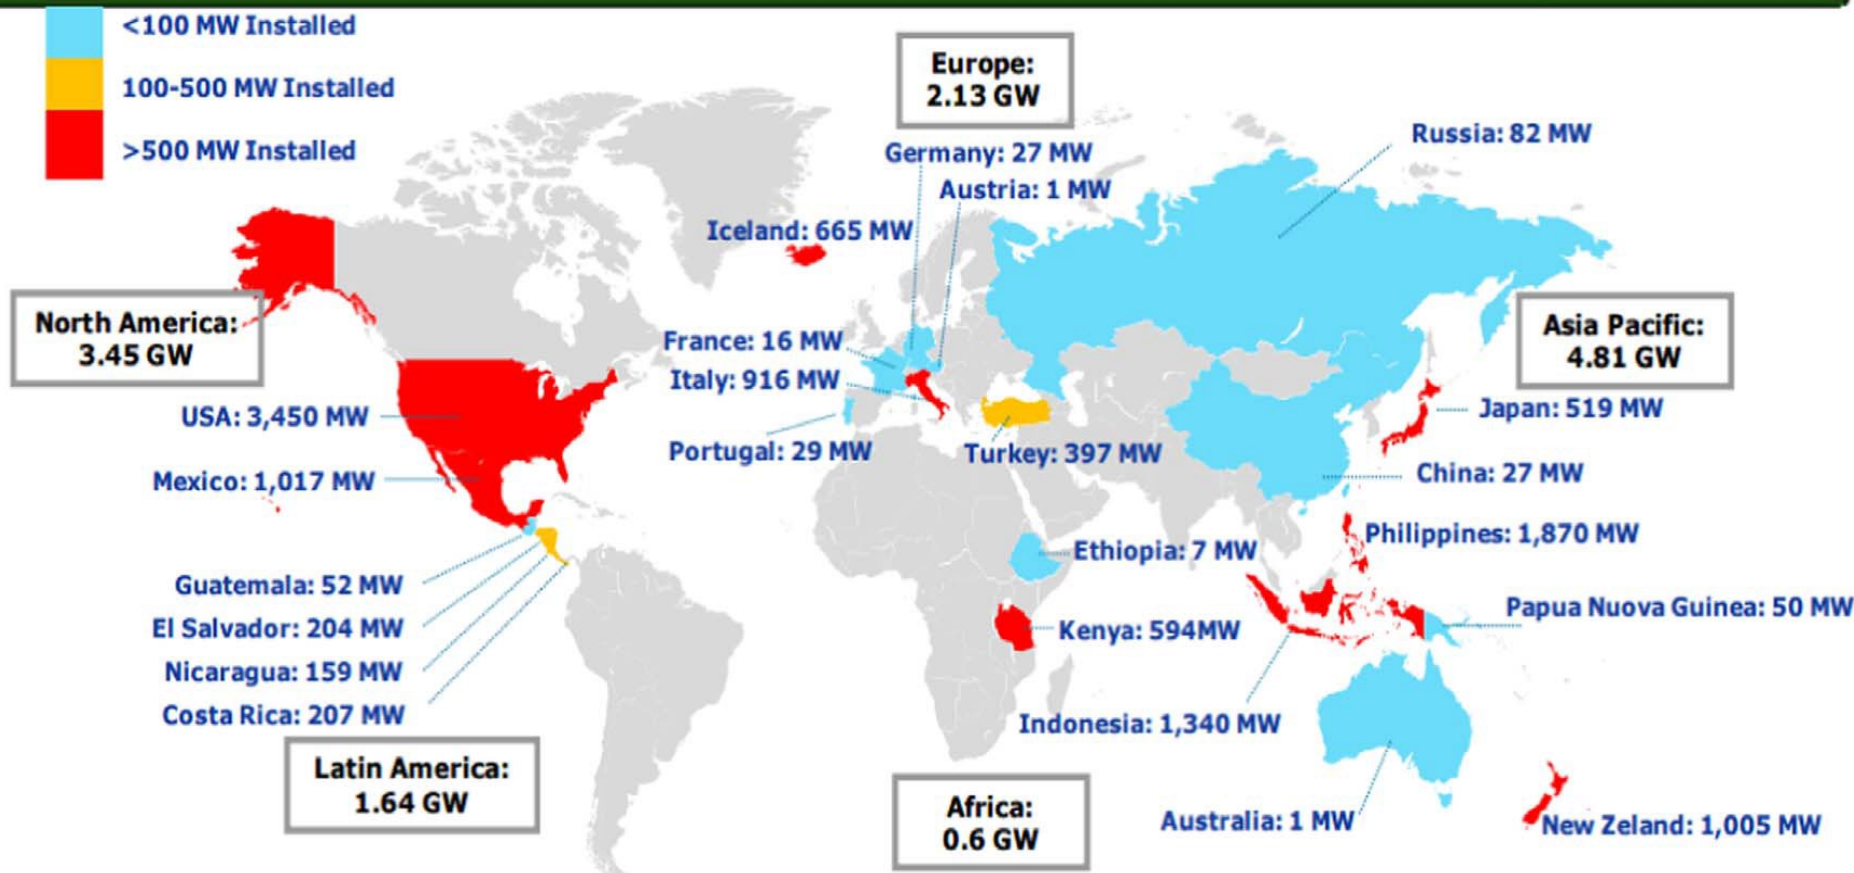 <100 MW Installed
100-500 MW Installed
>500 MW Installed
Europe:
2.13 GW
Russia: 82 MW
Germany: 27 MW
Austria: 1 MW
Iceland: 665 MW
North America:
3.45 GW
Asia Pacific:
4.81 GW
France: 16 MW
Italy: 916 MW
Portugal: 29 MW
Turkey: 397 MW
USA: 3,450 MW
Mexico: 1,017 MW
Japan: 519 MW
China: 27 MW
Philippines: 1,870 MW
Ethiopia: 7 MW
Papua Nuova Guinea: 50 MW
Kenya: 594MW
Guatemala: 52 MW
El Salvador: 204 MW
Nicaragua: 159 MW
Costa Rica: 207 MW
Indonesia: 1,340 MW
Latin America:
1.64 GW
Africa:
0.6 GW
Australia: 1 MW
New Zeland: 1,005 MW